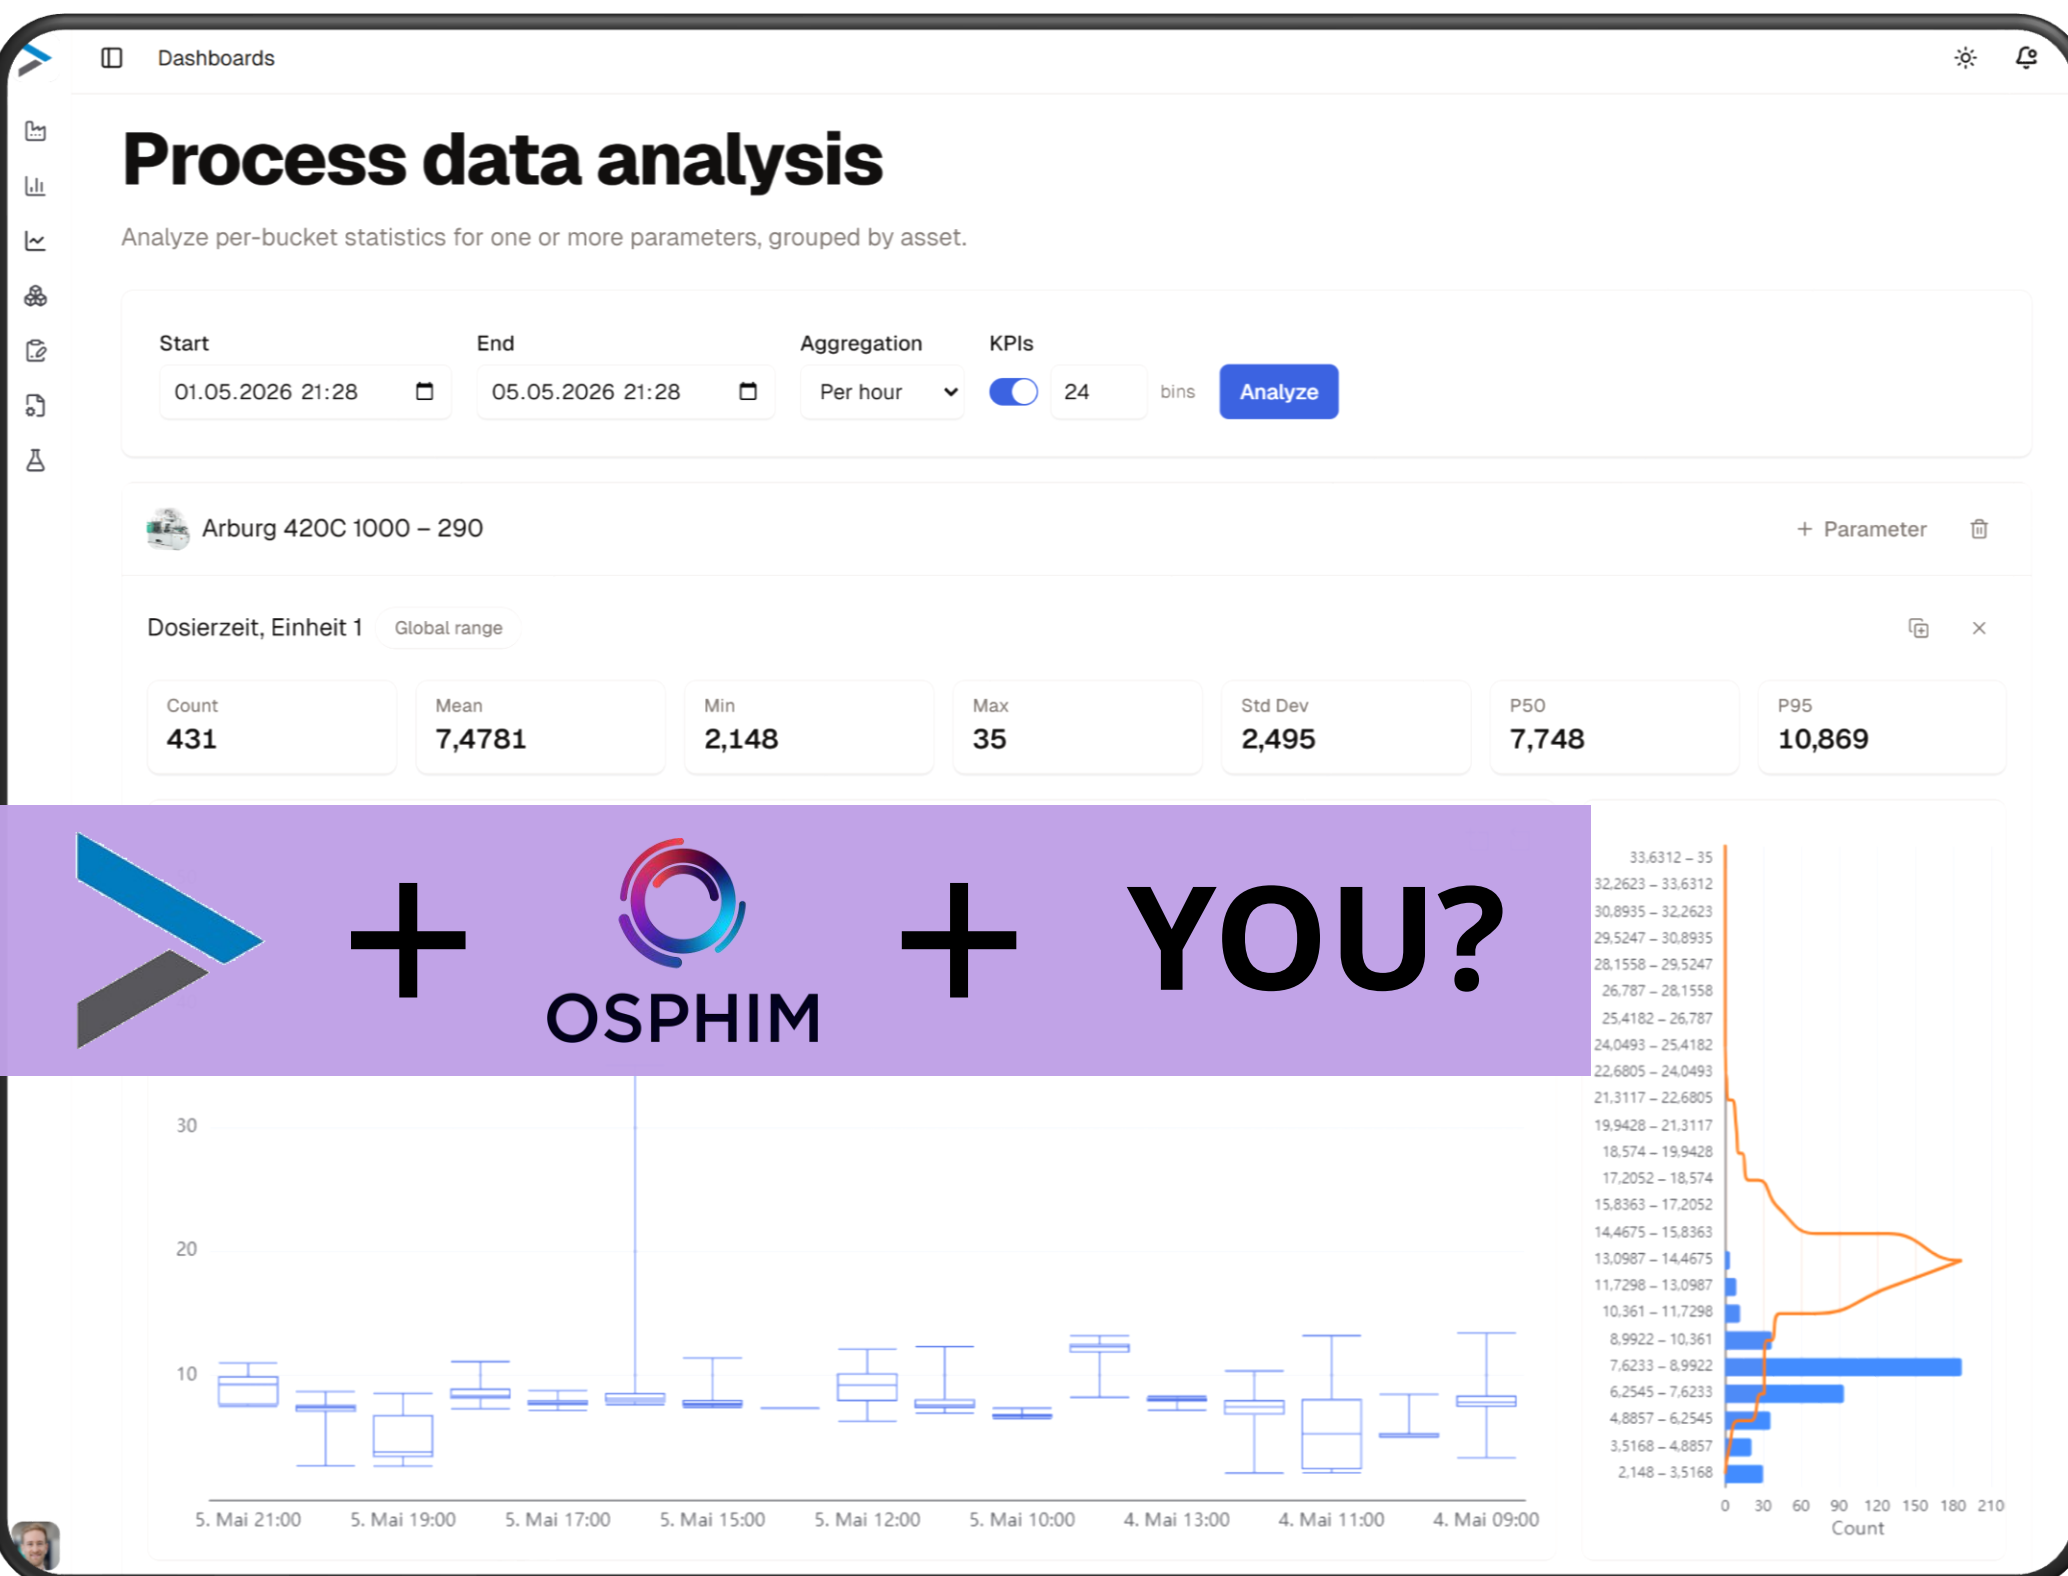 Dashboards
Process data analysis
Analyze per-bucket statistics for one or more parameters, grouped by asset.
Start End Aggregation KPIs
01.05.2026 21:28 05.05.2026 21:28 Per hour 24 bins Analyze
Arburg 420C 1000 – 290 + Parameter
Dosierzeit, Einheit 1 Global range
Count Mean Min Max Std Dev P50 P95
431 7,4781 2,148 35 2,495 7,748 10,869
+ + YOU?
OSPHIM
30
20
10
5. Mai 21:00 5. Mai 19:00 5. Mai 17:00 5. Mai 15:00 5. Mai 12:00 5. Mai 10:00 4. Mai 13:00 4. Mai 11:00 4. Mai 09:00
33,6312 – 35
32,2623 – 33,6312
30,8935 – 32,2623
29,5247 – 30,8935
28,1558 – 29,5247
26,787 – 28,1558
25,4182 – 26,787
24,0493 – 25,4182
22,6805 – 24,0493
21,3117 – 22,6805
19,9428 – 21,3117
18,574 – 19,9428
17,2052 – 18,574
15,8363 – 17,2052
14,4675 – 15,8363
13,0987 – 14,4675
11,7298 – 13,0987
10,361 – 11,7298
8,9922 – 10,361
7,6233 – 8,9922
6,2545 – 7,6233
4,8857 – 6,2545
3,5168 – 4,8857
2,148 – 3,5168
0 30 60 90 120 150 180 210
Count